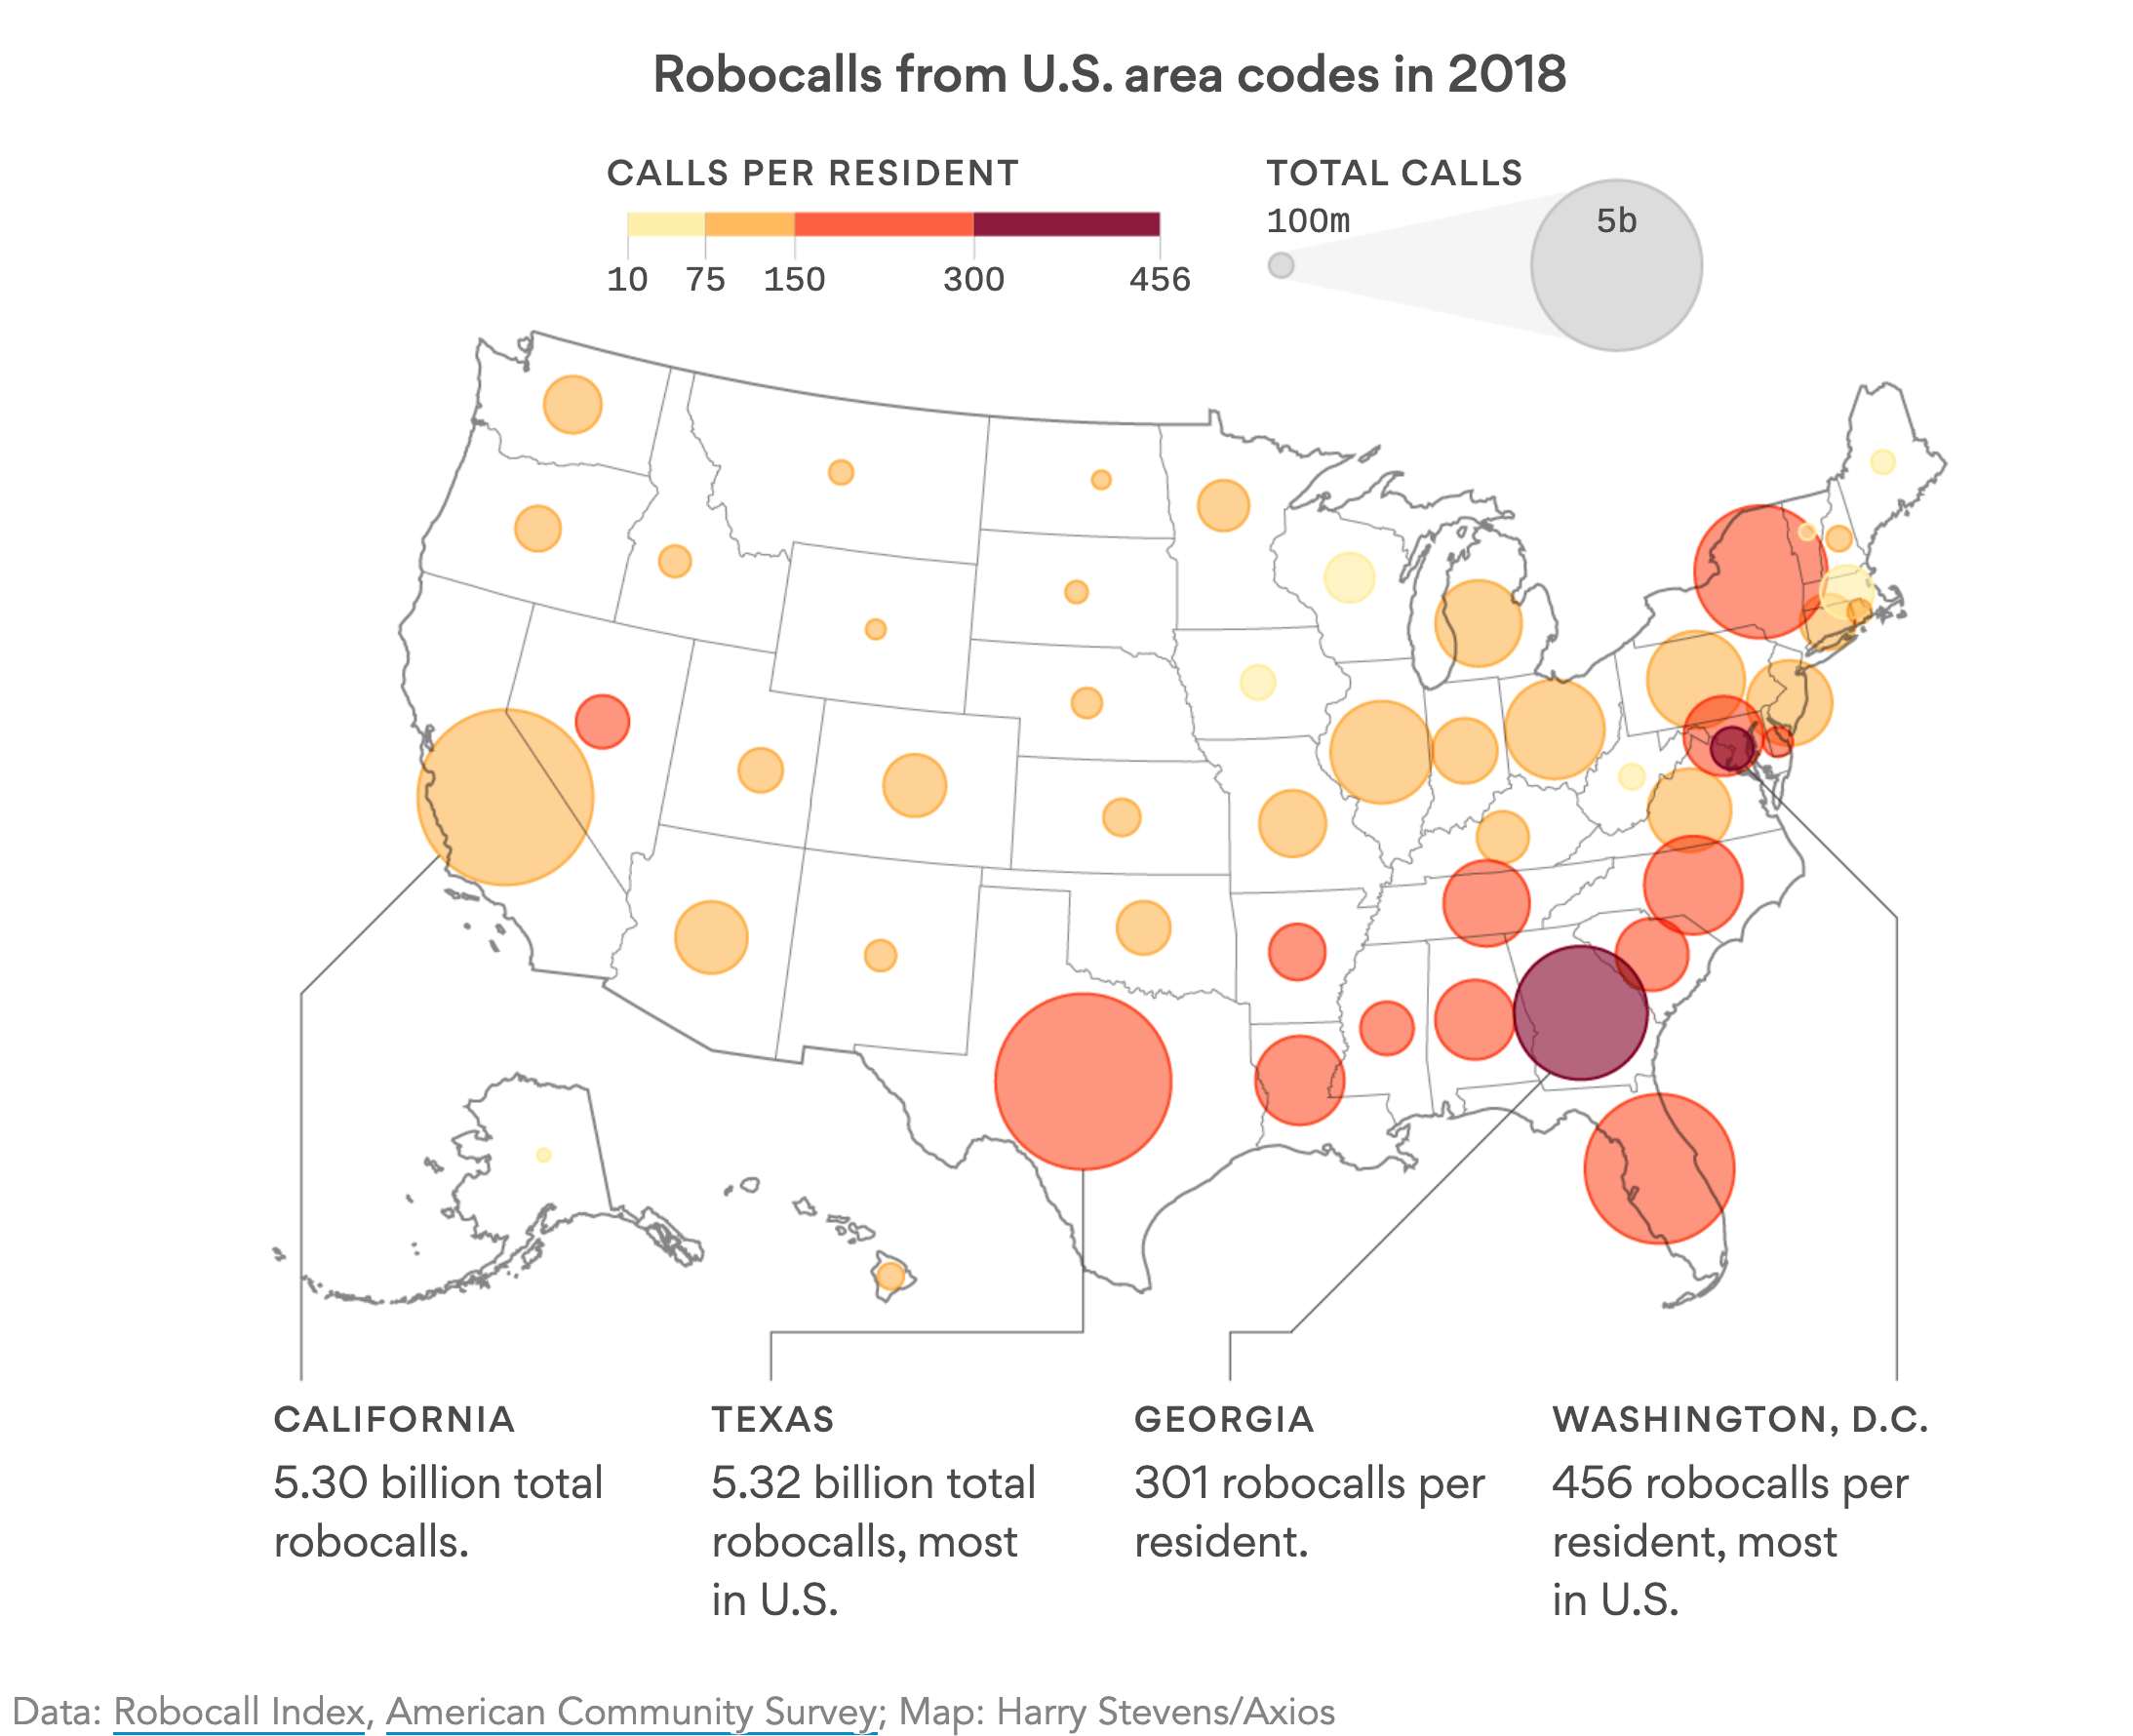 Robocalls from U.S. area codes in 2018
CALLS PER RESIDENT
10 75 150 300 456
TOTAL CALLS
100m 5b
CALIFORNIA
5.30 billion total
robocalls.
TEXAS
5.32 billion total
robocalls, most
in U.S.
GEORGIA
301 robocalls per
resident.
WASHINGTON, D.C.
456 robocalls per
resident, most
in U.S.
Data: Robocall Index, American Community Survey; Map: Harry Stevens/Axios